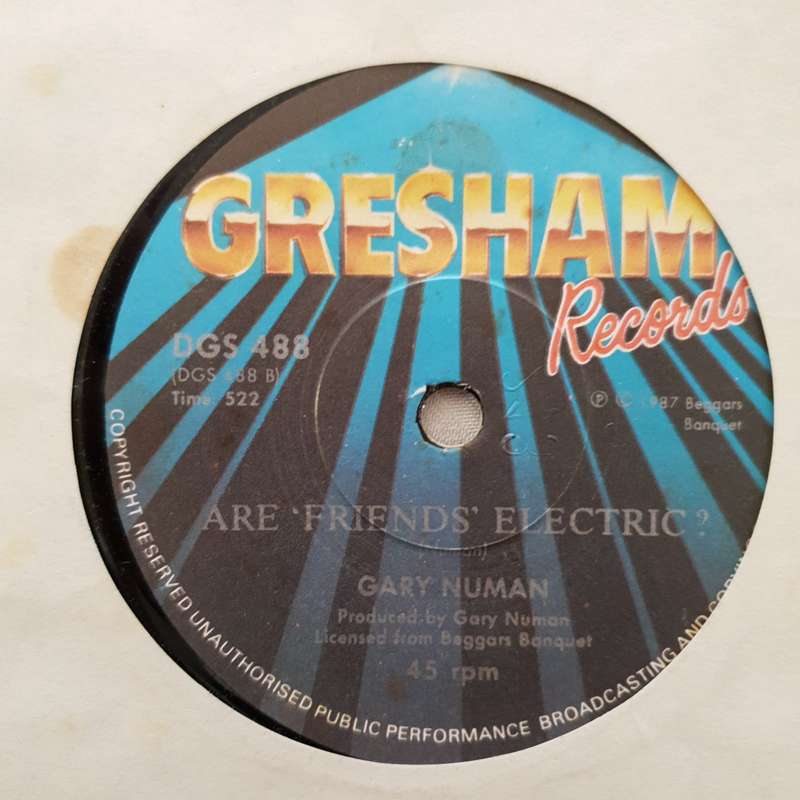 GRESHAM
Records
DGS 488
(DGS 488 B)
Time: 522
℗ © 1987 Beggars
Banquet
ARE 'FRIENDS' ELECTRIC?
GARY NUMAN
Produced by Gary Numan
Licensed from Beggars Banquet
45 rpm
COPYRIGHT RESERVED UNAUTHORISED PUBLIC PERFORMANCE BROADCASTING AND